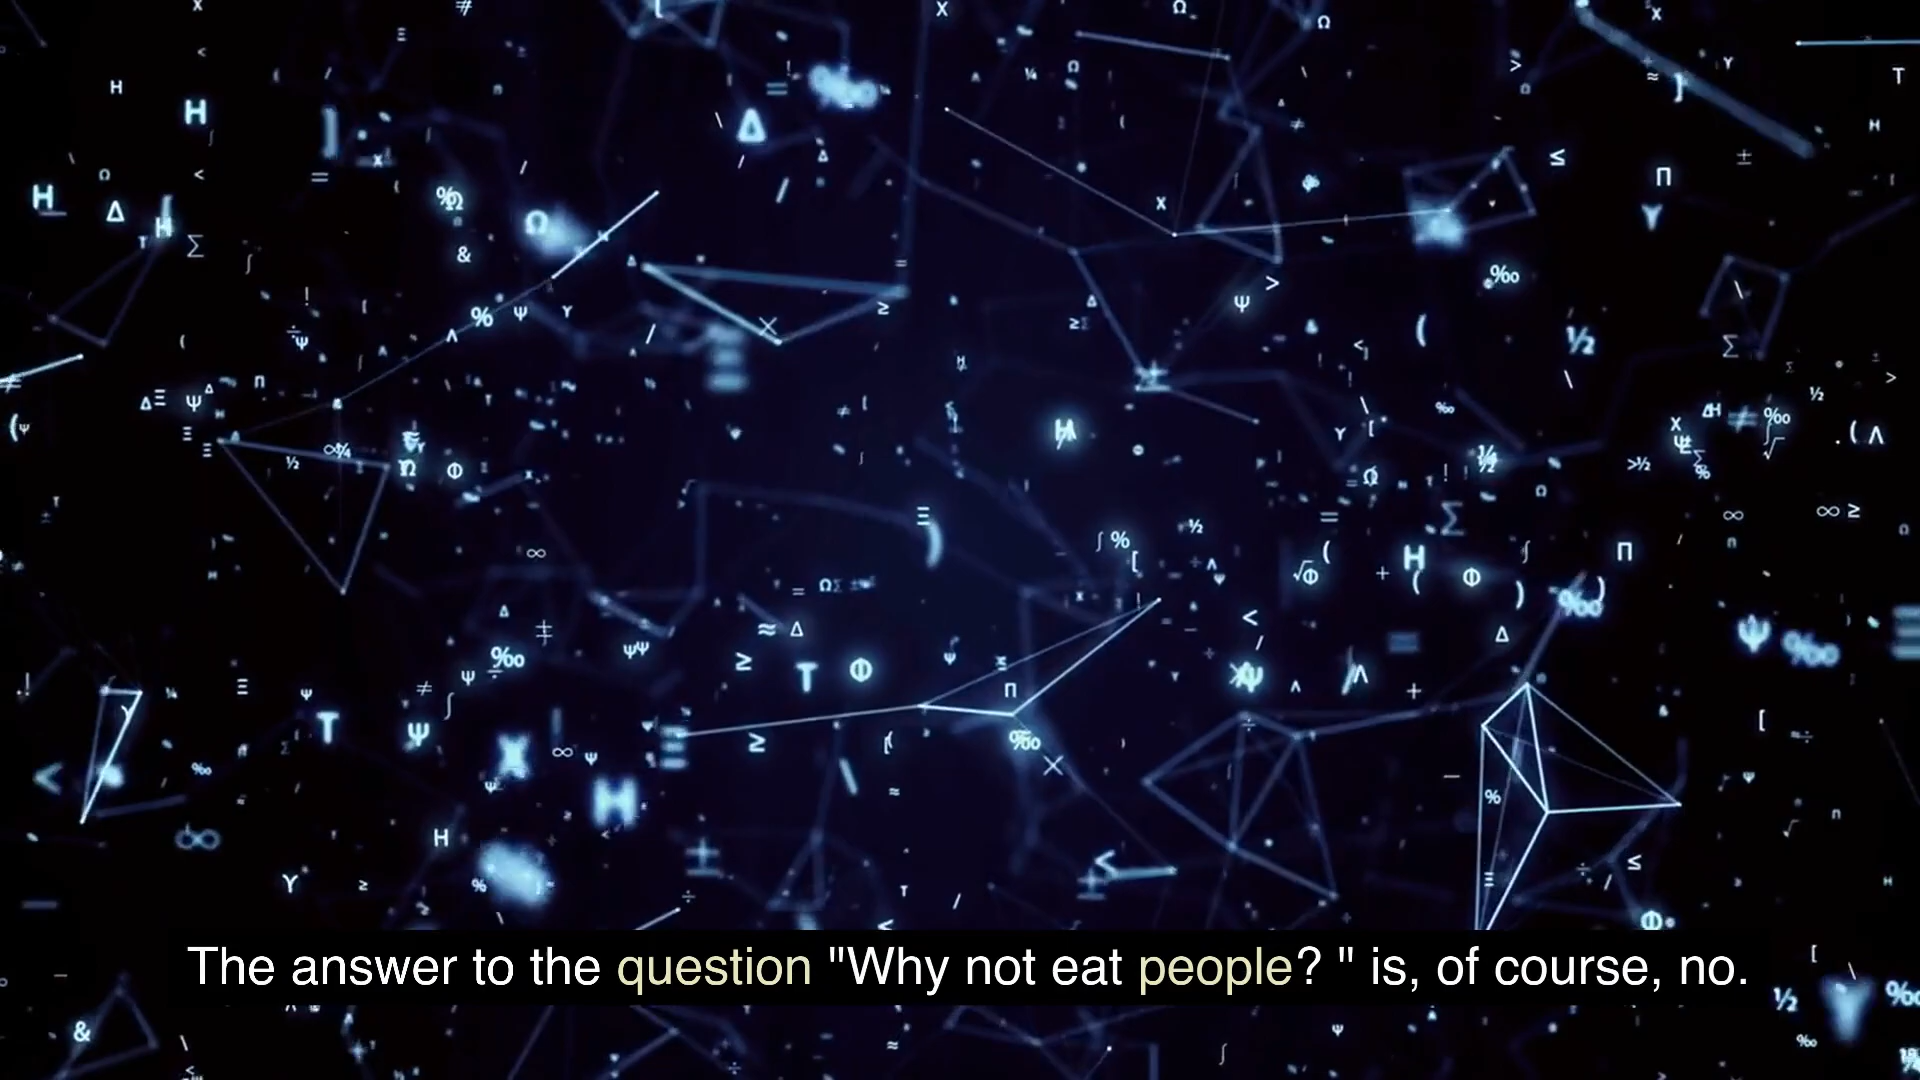 The answer to the question "Why not eat people? " is, of course, no.